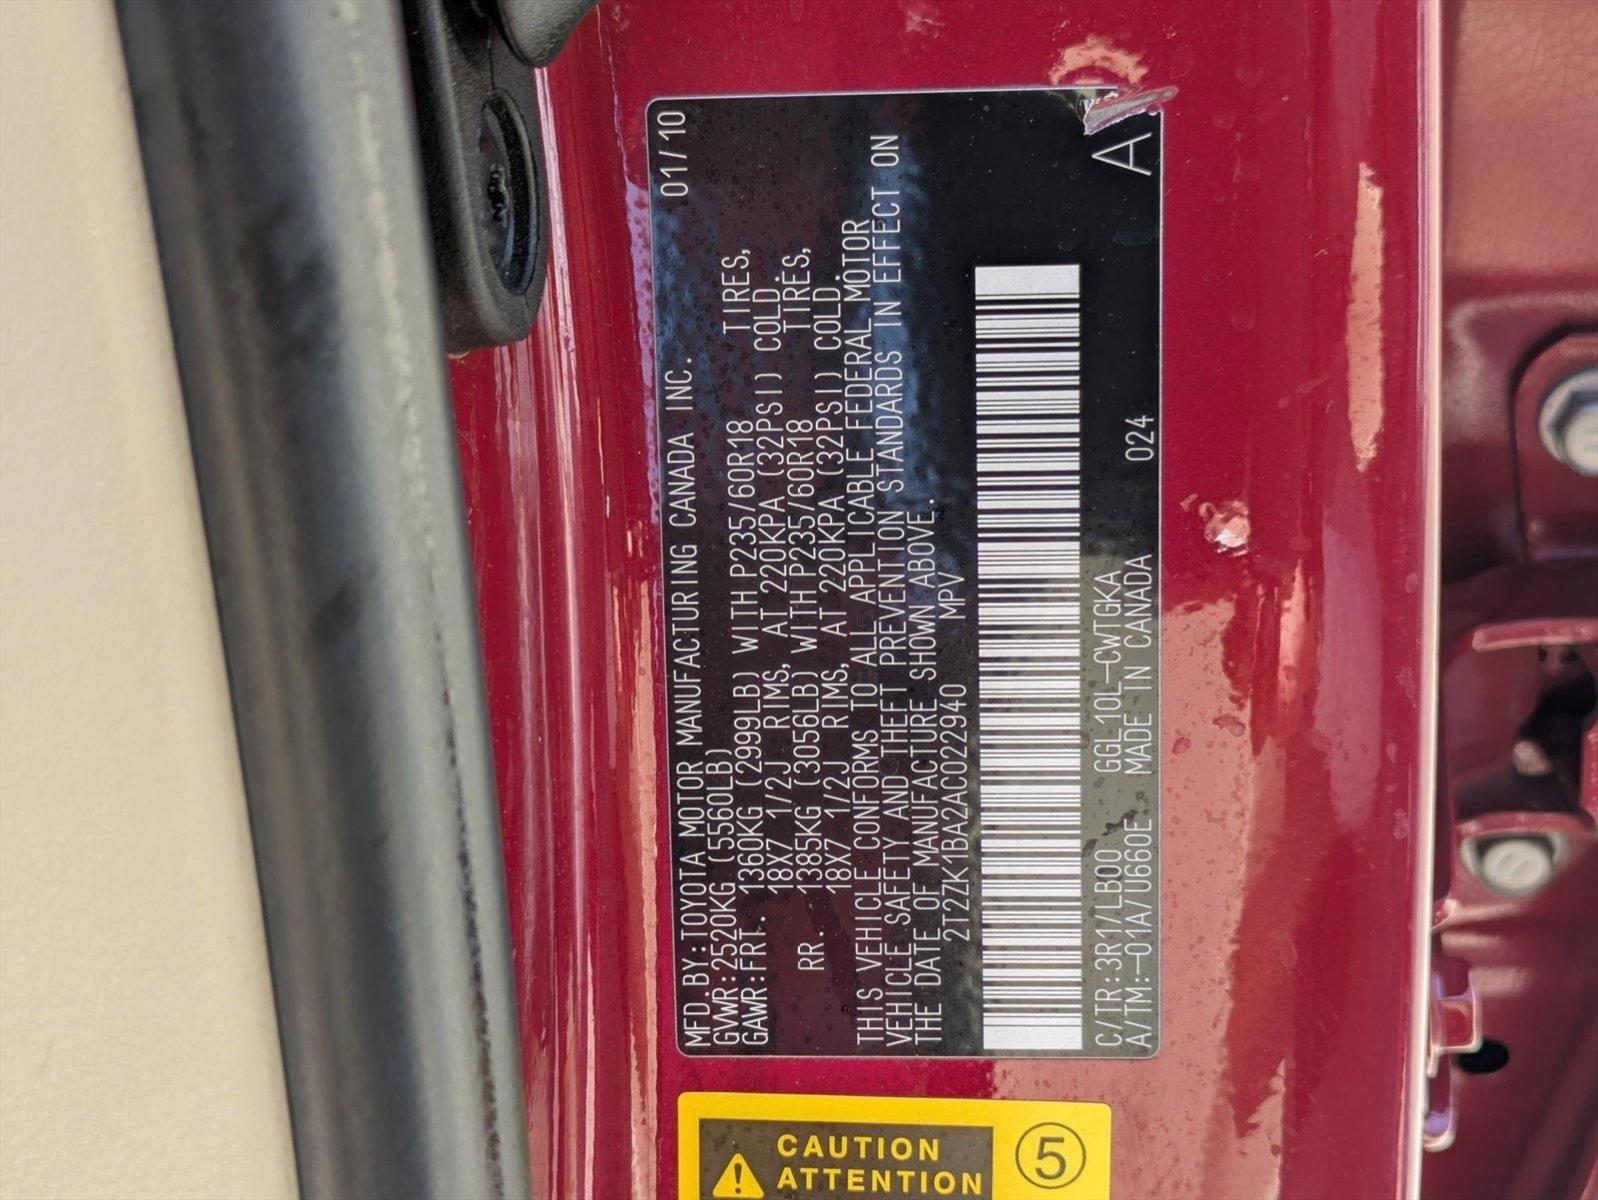 MFD.BY:TOYOTA MOTOR MANUFACTURING CANADA INC. 01/10
GVWR:2520KG (5560LB)
GAWR:FRT. 1360KG (2999LB) WITH P235/60R18 TIRES,
18X7 1/2J RIMS, AT 220KPA (32PSI) COLD.
RR. 1385KG (3056LB) WITH P235/60R18 TIRES,
18X7 1/2J RIMS, AT 220KPA (32PSI) COLD.
THIS VEHICLE CONFORMS TO ALL APPLICABLE FEDERAL MOTOR
VEHICLE SAFETY AND THEFT PREVENTION STANDARDS IN EFFECT ON
THE DATE OF MANUFACTURE SHOWN ABOVE.
2T2ZK1BA2AC022940 MPV
C/TR:3R1/LB00 GGL10L-CWTGKA
A/TM:-01A/U660E MADE IN CANADA 024
A
CAUTION
ATTENTION
5